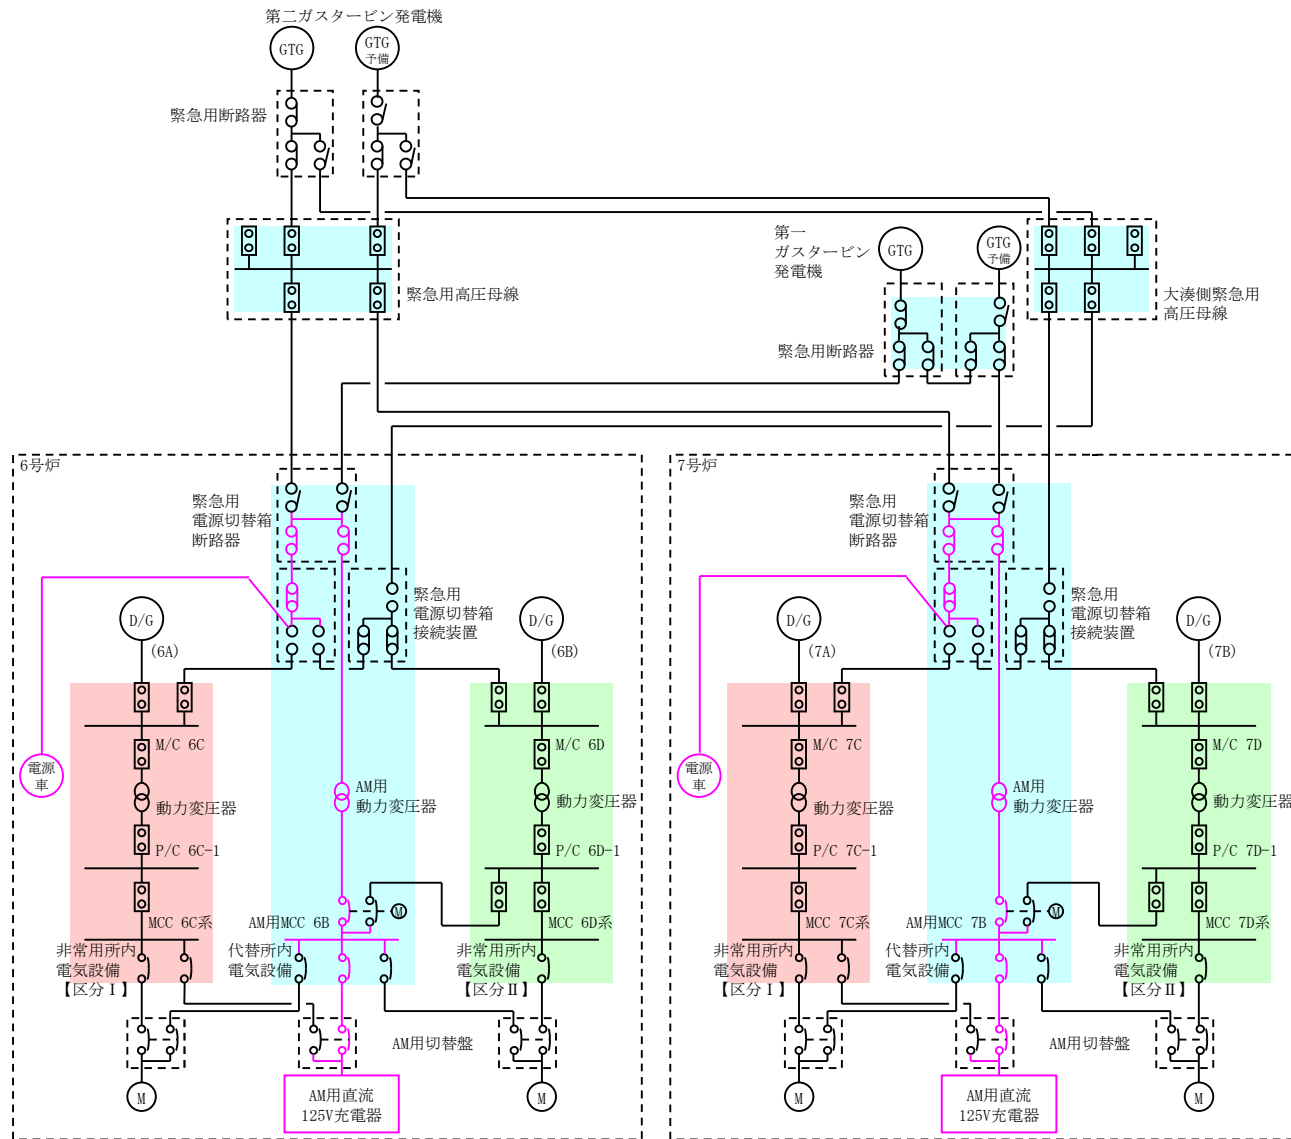 第二ガスタービン発電機
GTG
GTG
予備
緊急用断路器
第一
ガスタービン
発電機
GTG
GTG
予備
緊急用高圧母線
大湊側緊急用
高圧母線
緊急用断路器
6号炉
緊急用
電源切替箱
断路器
緊急用
電源切替箱
接続装置
D/G
(6A)
D/G
(6B)
電源
車
M/C 6C
動力変圧器
P/C 6C-1
MCC 6C系
AM用
動力変圧器
M/C 6D
動力変圧器
P/C 6D-1
MCC 6D系
AM用MCC 6B
M
非常用所内
電気設備
【区分Ⅰ】
代替所内
電気設備
非常用所内
電気設備
【区分Ⅱ】
AM用切替盤
M
AM用直流
125V充電器
M
7号炉
緊急用
電源切替箱
断路器
緊急用
電源切替箱
接続装置
D/G
(7A)
D/G
(7B)
電源
車
M/C 7C
動力変圧器
P/C 7C-1
MCC 7C系
AM用
動力変圧器
M/C 7D
動力変圧器
P/C 7D-1
MCC 7D系
AM用MCC 7B
M
非常用所内
電気設備
【区分Ⅰ】
代替所内
電気設備
非常用所内
電気設備
【区分Ⅱ】
AM用切替盤
M
AM用直流
125V充電器
M